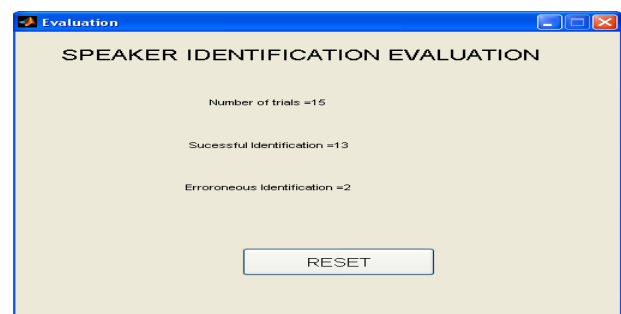 Evaluation
SPEAKER IDENTIFICATION EVALUATION
Number of trials =15
Sucessful Identification =13
Erroroneous Identification =2
RESET